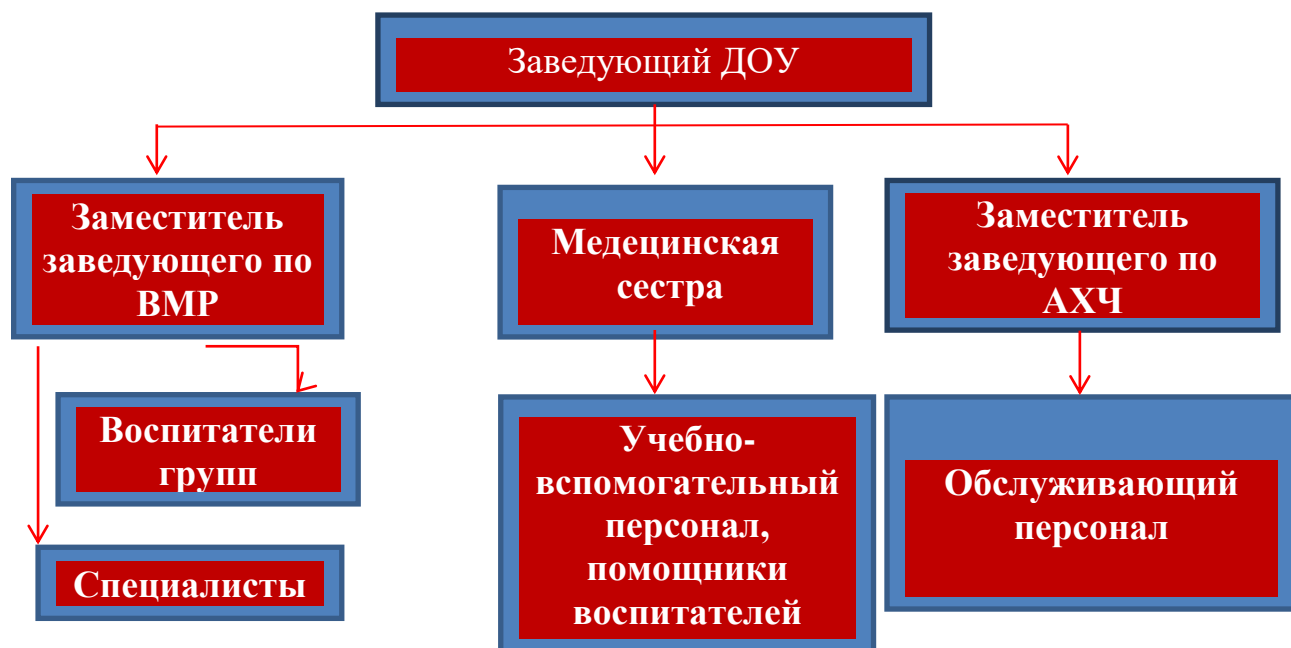 Заведующий ДОУ
Заместитель
заведующего по
ВМР
Медецинская
сестра
Заместитель
заведующего по
АХЧ
Воспитатели
групп
Специалисты
Учебно-
вспомогательный
персонал,
помощники
воспитателей
Обслуживающий
персонал